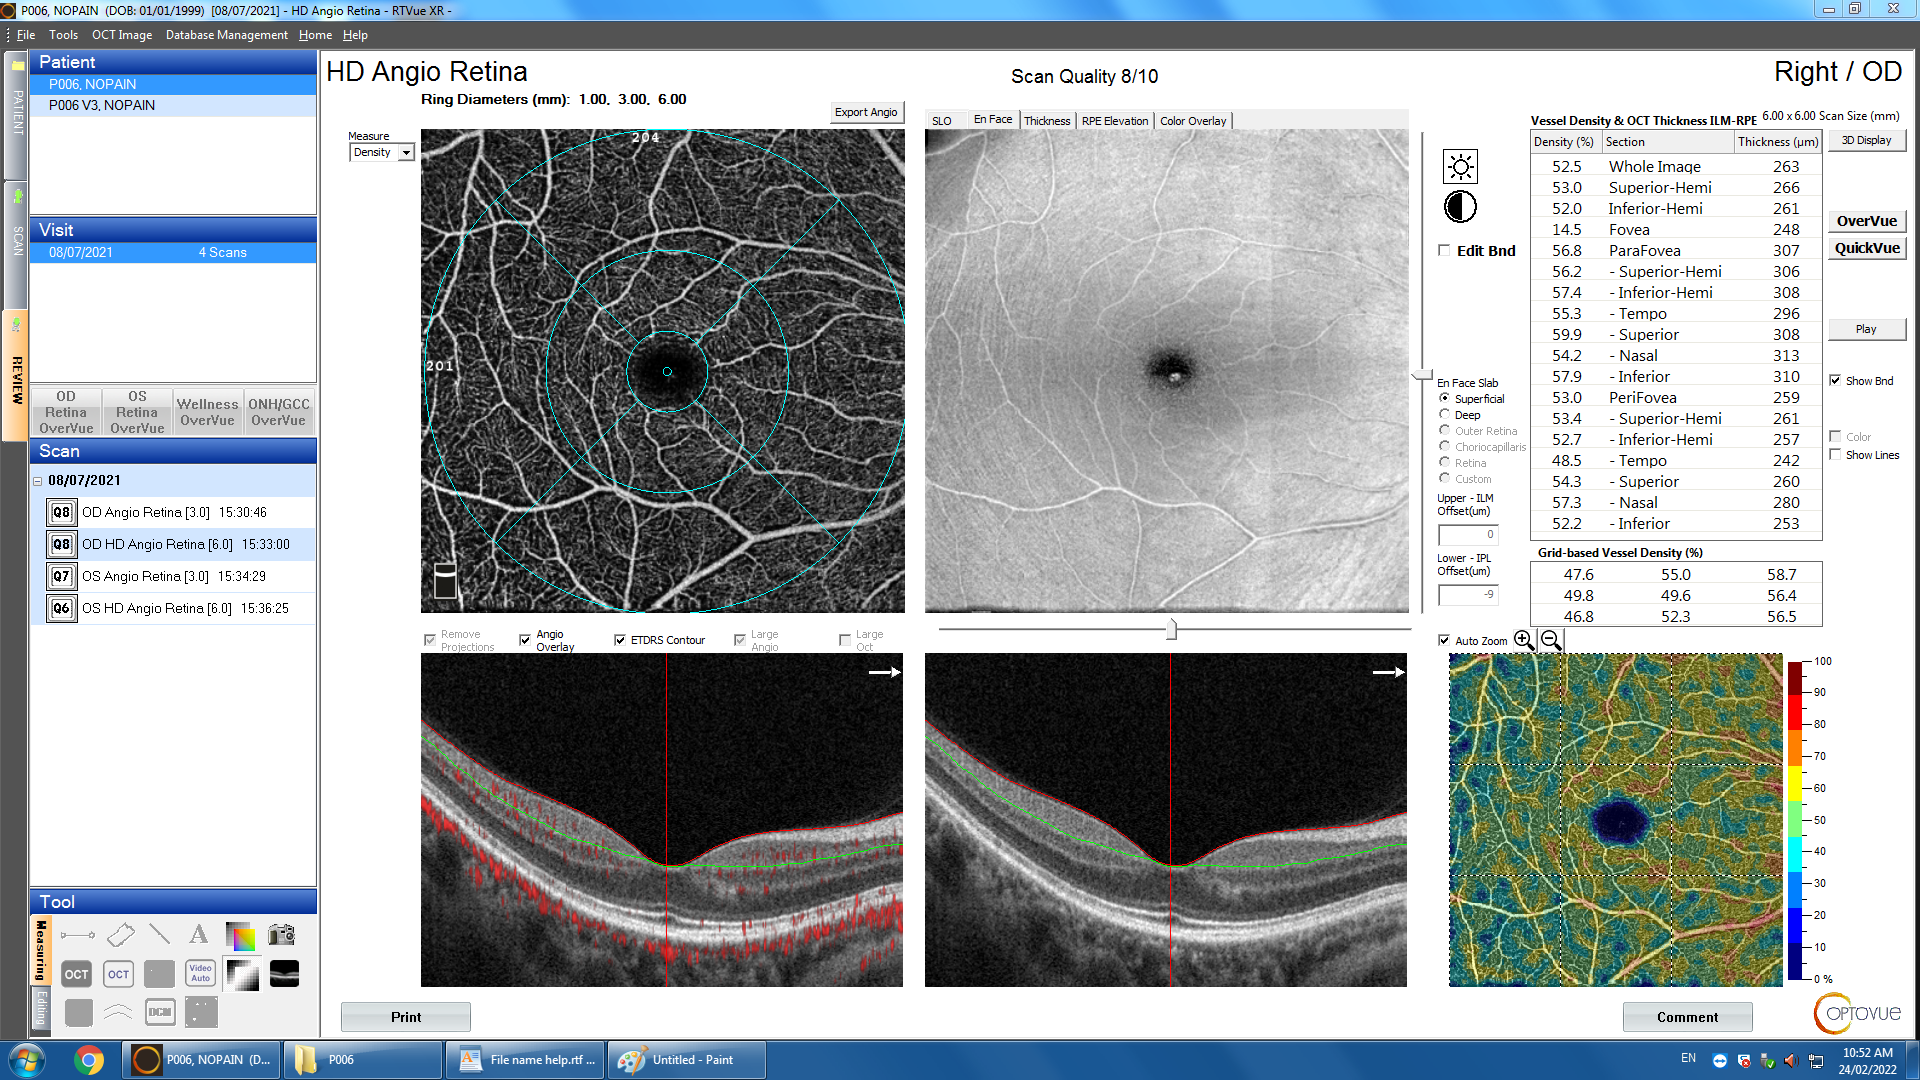 P006, NOPAIN  (DOB: 01/01/1999)  [08/07/2021] - HD Angio Retina - RTVue XR -
File Tools OCT Image Database Management Home Help
PATIENT
SCAN
REVIEW
Patient
P006, NOPAIN
P006 V3, NOPAIN
Visit
08/07/2021 4 Scans
OD Retina OverVue
OS Retina OverVue
Wellness OverVue
ONH/GCC OverVue
Scan
08/07/2021
Q8 OD Angio Retina [3.0] 15:30:46
Q8 OD HD Angio Retina [6.0] 15:33:00
Q7 OS Angio Retina [3.0] 15:34:29
Q6 OS HD Angio Retina [6.0] 15:36:25
Tool
Measuring
Editing
A
OCT OCT Video Auto
DCM
HD Angio Retina
Scan Quality 8/10
Right / OD
Ring Diameters (mm): 1.00, 3.00, 6.00
Export Angio
Measure
Density
204
201
SLO En Face Thickness RPE Elevation Color Overlay
Edit Bnd
En Face Slab
Superficial
Deep
Outer Retina
Choriocapillaris
Retina
Custom
Upper - ILM
Offset(um)
0
Lower - IPL
Offset(um)
-9
Remove Projections
Angio Overlay
ETDRS Contour
Large Angio
Large Oct
Vessel Density & OCT Thickness ILM-RPE 6.00 x 6.00 Scan Size (mm)
Density (%) Section Thickness (µm)
52.5 Whole Image 263
53.0 Superior-Hemi 266
52.0 Inferior-Hemi 261
14.5 Fovea 248
56.8 ParaFovea 307
56.2 - Superior-Hemi 306
57.4 - Inferior-Hemi 308
55.3 - Tempo 296
59.9 - Superior 308
54.2 - Nasal 313
57.9 - Inferior 310
53.0 PeriFovea 259
53.4 - Superior-Hemi 261
52.7 - Inferior-Hemi 257
48.5 - Tempo 242
54.3 - Superior 260
57.3 - Nasal 280
52.2 - Inferior 253
Grid-based Vessel Density (%)
47.6 55.0 58.7
49.8 49.6 56.4
46.8 52.3 56.5
3D Display
OverVue
QuickVue
Play
Show Bnd
Color
Show Lines
Auto Zoom
100
90
80
70
60
50
40
30
20
10
0 %
Print
Comment
OPTOVUE
P006, NOPAIN  (D...
P006
File name help.rtf ...
Untitled - Paint
EN
10:52 AM
24/02/2022